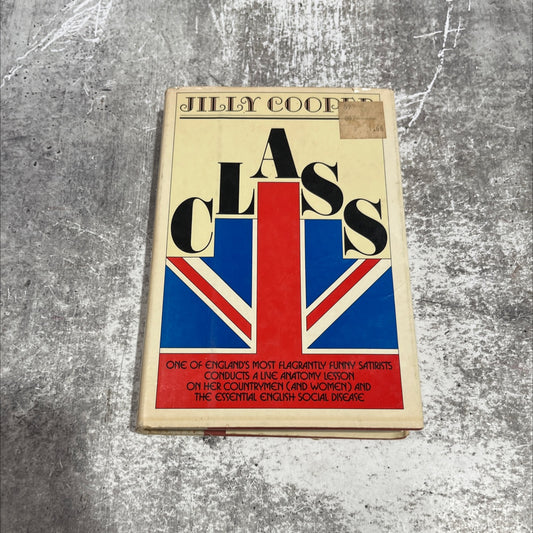 JILLY COOPER
CLASS
ONE OF ENGLAND'S MOST FLAGRANTLY FUNNY SATIRISTS
CONDUCTS A LIVE ANATOMY LESSON
ON HER COUNTRYMEN (AND WOMEN) AND
THE ESSENTIAL ENGLISH SOCIAL DISEASE